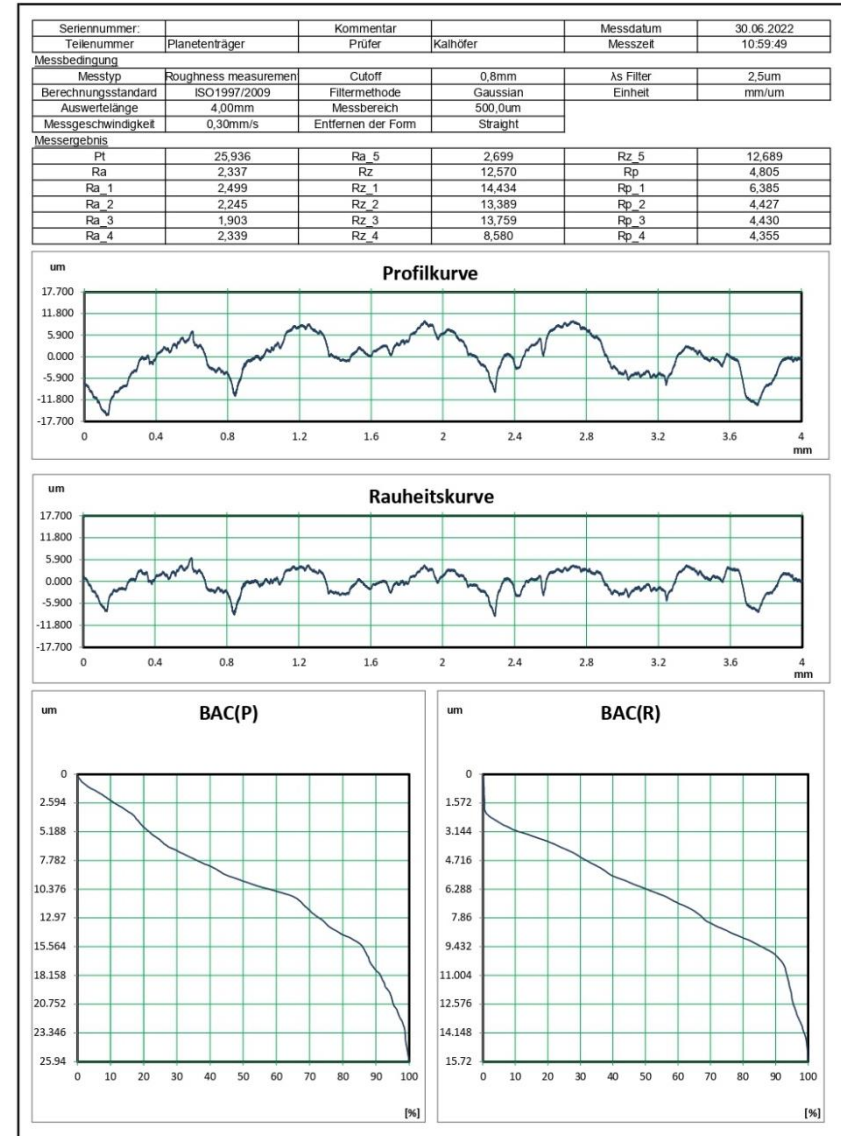 Seriennummer: Kommentar Messdatum 30.06.2022
Teilenummer Planetenträger Prüfer Kalhöfer Messzeit 10:59:49
Messbedingung
Messtyp Roughness measuremen Cutoff 0,8mm λs Filter 2,5um
Berechnungsstandard ISO1997/2009 Filtermethode Gaussian Einheit mm/um
Auswertelänge 4,00mm Messbereich 500,0um
Messgeschwindigkeit 0,30mm/s Entfernen der Form Straight
Messergebnis
Pt 25,936 Ra_5 2,699 Rz_5 12,689
Ra 2,337 Rz 12,570 Rp 4,805
Ra_1 2,499 Rz_1 14,434 Rp_1 6,385
Ra_2 2,245 Rz_2 13,389 Rp_2 4,427
Ra_3 1,903 Rz_3 13,759 Rp_3 4,430
Ra_4 2,339 Rz_4 8,580 Rp_4 4,355
um
Profilkurve
17.700
11.800
5.900
0.000
-5.900
-11.800
-17.700
0 0.4 0.8 1.2 1.6 2 2.4 2.8 3.2 3.6 4
mm
um
Rauheitskurve
17.700
11.800
5.900
0.000
-5.900
-11.800
-17.700
0 0.4 0.8 1.2 1.6 2 2.4 2.8 3.2 3.6 4
mm
um
BAC(P)
0
2.594
5.188
7.782
10.376
12.97
15.564
18.158
20.752
23.346
25.94
0 10 20 30 40 50 60 70 80 90 100
[%]
um
BAC(R)
0
1.572
3.144
4.716
6.288
7.86
9.432
11.004
12.576
14.148
15.72
0 10 20 30 40 50 60 70 80 90 100
[%]